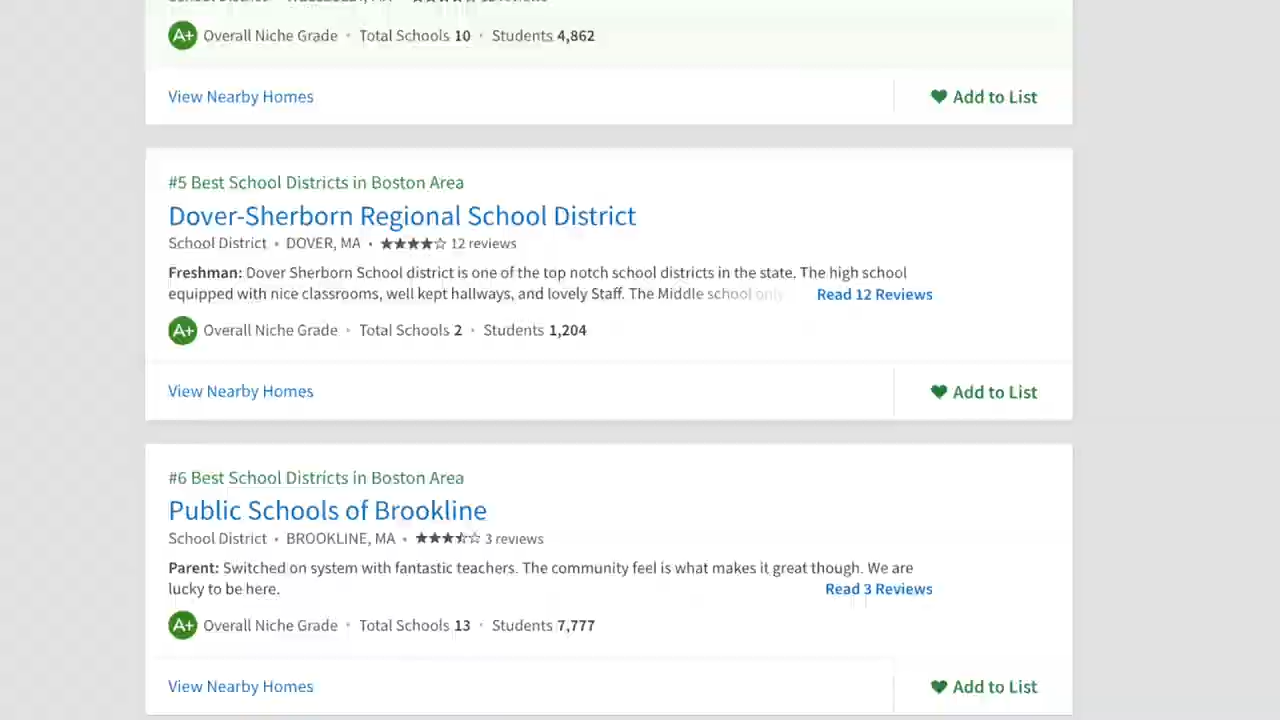 School District • WELLESLEY, MA • ★★★★☆ 12 reviews
A+ Overall Niche Grade • Total Schools 10 • Students 4,862
View Nearby Homes Add to List
#5 Best School Districts in Boston Area
Dover-Sherborn Regional School District
School District • DOVER, MA • ★★★★☆ 12 reviews
Freshman: Dover Sherborn School district is one of the top notch school districts in the state. The high school
equipped with nice classrooms, well kept hallways, and lovely Staff. The Middle school only Read 12 Reviews
A+ Overall Niche Grade • Total Schools 2 • Students 1,204
View Nearby Homes Add to List
#6 Best School Districts in Boston Area
Public Schools of Brookline
School District • BROOKLINE, MA • ★★★⯪☆ 3 reviews
Parent: Switched on system with fantastic teachers. The community feel is what makes it great though. We are
lucky to be here. Read 3 Reviews
A+ Overall Niche Grade • Total Schools 13 • Students 7,777
View Nearby Homes Add to List